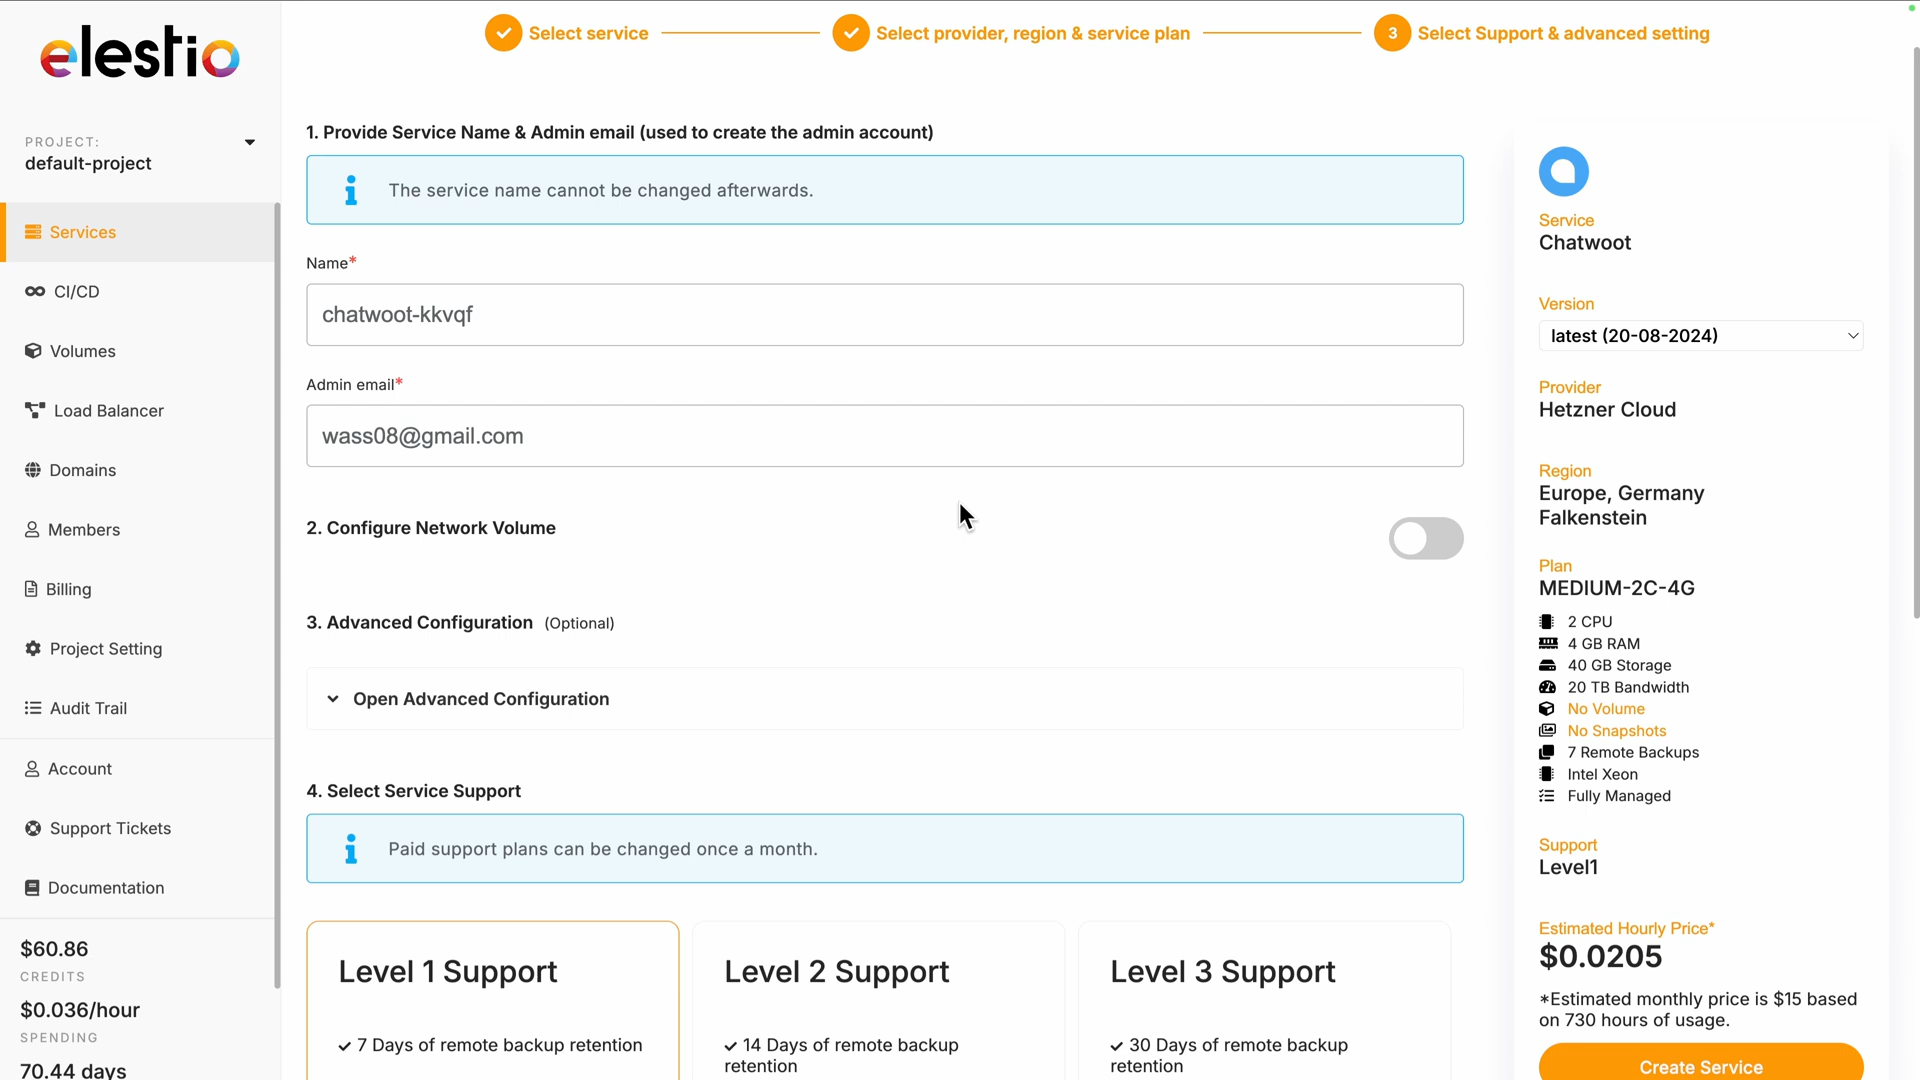 elestio
Select service
Select provider, region & service plan
3
Select Support & advanced setting
PROJECT:
default-project
Services
CI/CD
Volumes
Load Balancer
Domains
Members
Billing
Project Setting
Audit Trail
Account
Support Tickets
Documentation
$60.86
CREDITS
$0.036/hour
SPENDING
70.44 days
1. Provide Service Name & Admin email (used to create the admin account)
The service name cannot be changed afterwards.
Name*
chatwoot-kkvqf
Admin email*
wass08@gmail.com
2. Configure Network Volume
3. Advanced Configuration (Optional)
Open Advanced Configuration
4. Select Service Support
Paid support plans can be changed once a month.
Level 1 Support
7 Days of remote backup retention
Level 2 Support
14 Days of remote backup
retention
Level 3 Support
30 Days of remote backup
retention
Service
Chatwoot
Version
latest (20-08-2024)
Provider
Hetzner Cloud
Region
Europe, Germany
Falkenstein
Plan
MEDIUM-2C-4G
2 CPU
4 GB RAM
40 GB Storage
20 TB Bandwidth
No Volume
No Snapshots
7 Remote Backups
Intel Xeon
Fully Managed
Support
Level1
Estimated Hourly Price*
$0.0205
*Estimated monthly price is $15 based
on 730 hours of usage.
Create Service